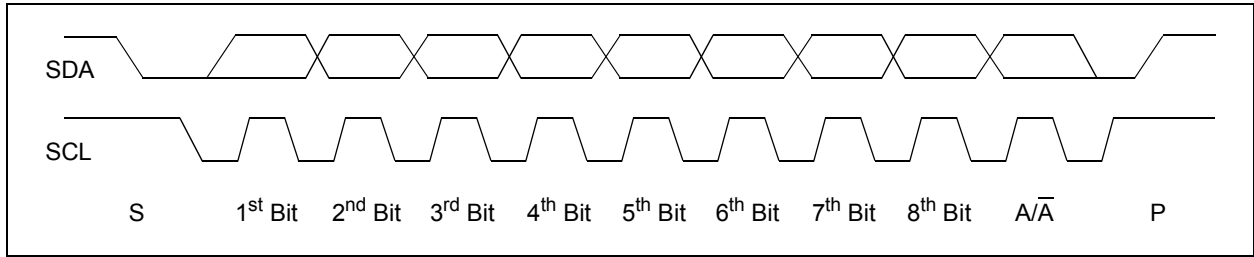 SDA
SCL
S 1st Bit 2nd Bit 3rd Bit 4th Bit 5th Bit 6th Bit 7th Bit 8th Bit A/A̅ P